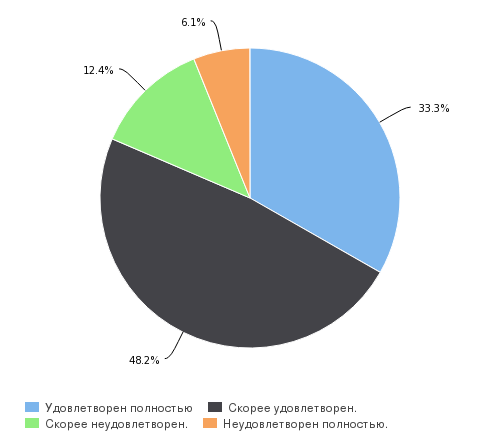 6.1%
12.4%
33.3%
48.2%
Удовлетворен полностью Скорее удовлетворен.
Скорее неудовлетворен. Неудовлетворен полностью.